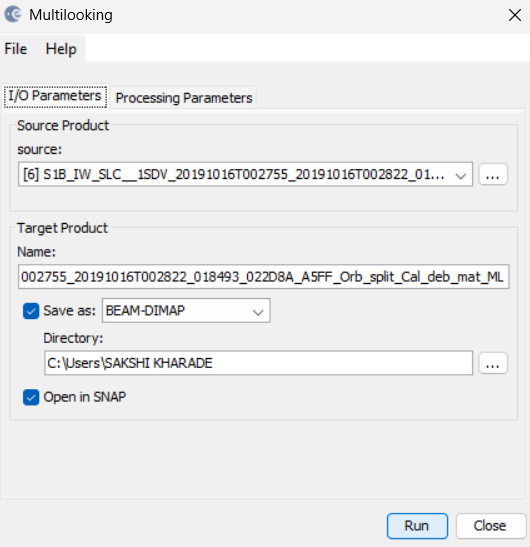 Multilooking
File Help
I/O Parameters Processing Parameters
Source Product
source:
[6] S1B_IW_SLC__1SDV_20191016T002755_20191016T002822_01... ...
Target Product
Name:
002755_20191016T002822_018493_022D8A_A5FF_Orb_split_Cal_deb_mat_ML
Save as: BEAM-DIMAP
Directory:
C:\Users\SAKSHI KHARADE ...
Open in SNAP
Run Close